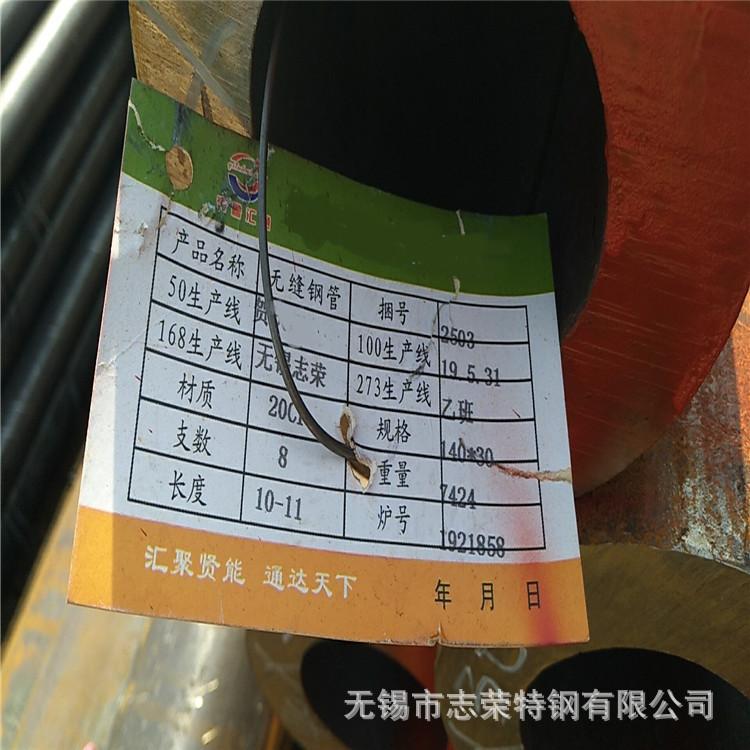 产品名称 无缝钢管 捆号 2503
50生产线 贺 100生产线 19.5.31
168生产线 无锡志荣 273生产线 乙班
材质 20Cr 规格 140*30
支数 8 重量 7424
长度 10-11 炉号 1921858
汇聚贤能 通达天下 年 月 日
无锡市志荣特钢有限公司